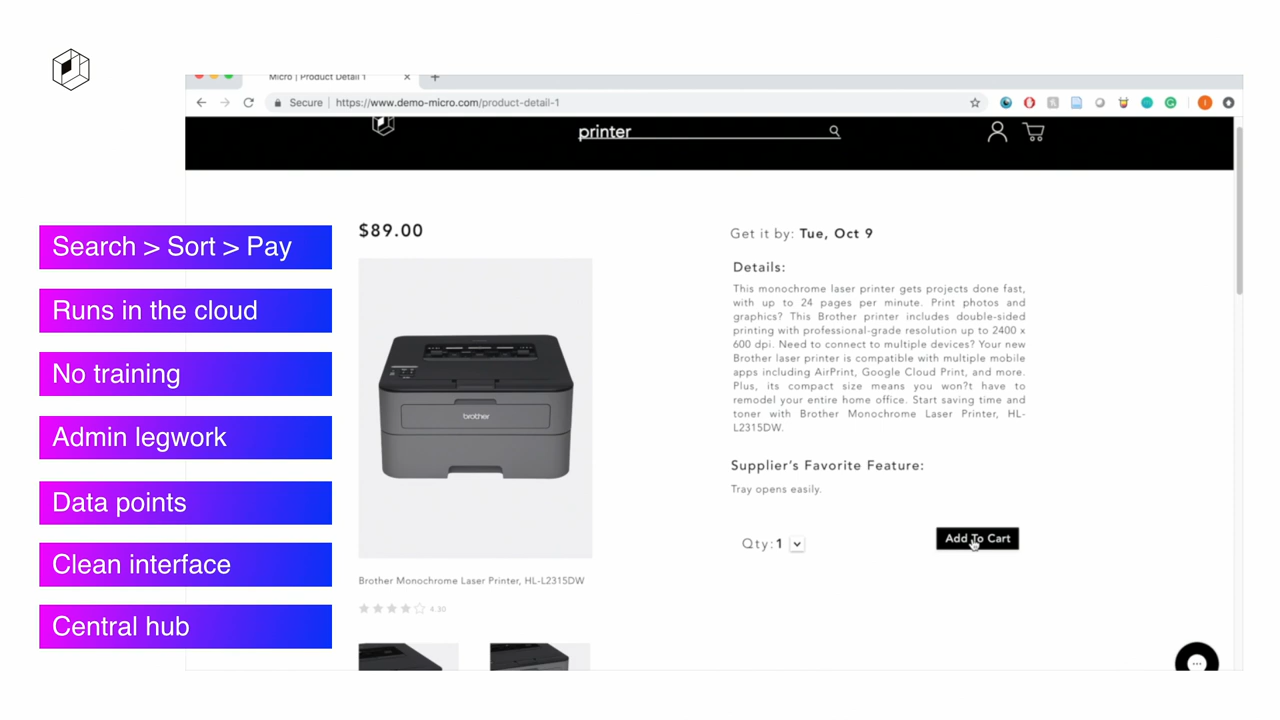 Micro | Product Detail 1
Secure
https://www.demo-micro.com/product-detail-1
printer
Search > Sort > Pay
Runs in the cloud
No training
Admin legwork
Data points
Clean interface
Central hub
$89.00
brother
Brother Monochrome Laser Printer, HL-L2315DW
4.30
Get it by: Tue, Oct 9
Details:
This monochrome laser printer gets projects done fast,
with up to 24 pages per minute. Print photos and
graphics? This Brother printer includes double-sided
printing with professional-grade resolution up to 2400 x
600 dpi. Need to connect to multiple devices? Your new
Brother laser printer is compatible with multiple mobile
apps including AirPrint, Google Cloud Print, and more.
Plus, its compact size means you won?t have to
remodel your entire home office. Start saving time and
toner with Brother Monochrome Laser Printer, HL-
L2315DW.
Supplier's Favorite Feature:
Tray opens easily.
Qty: 1
Add To Cart